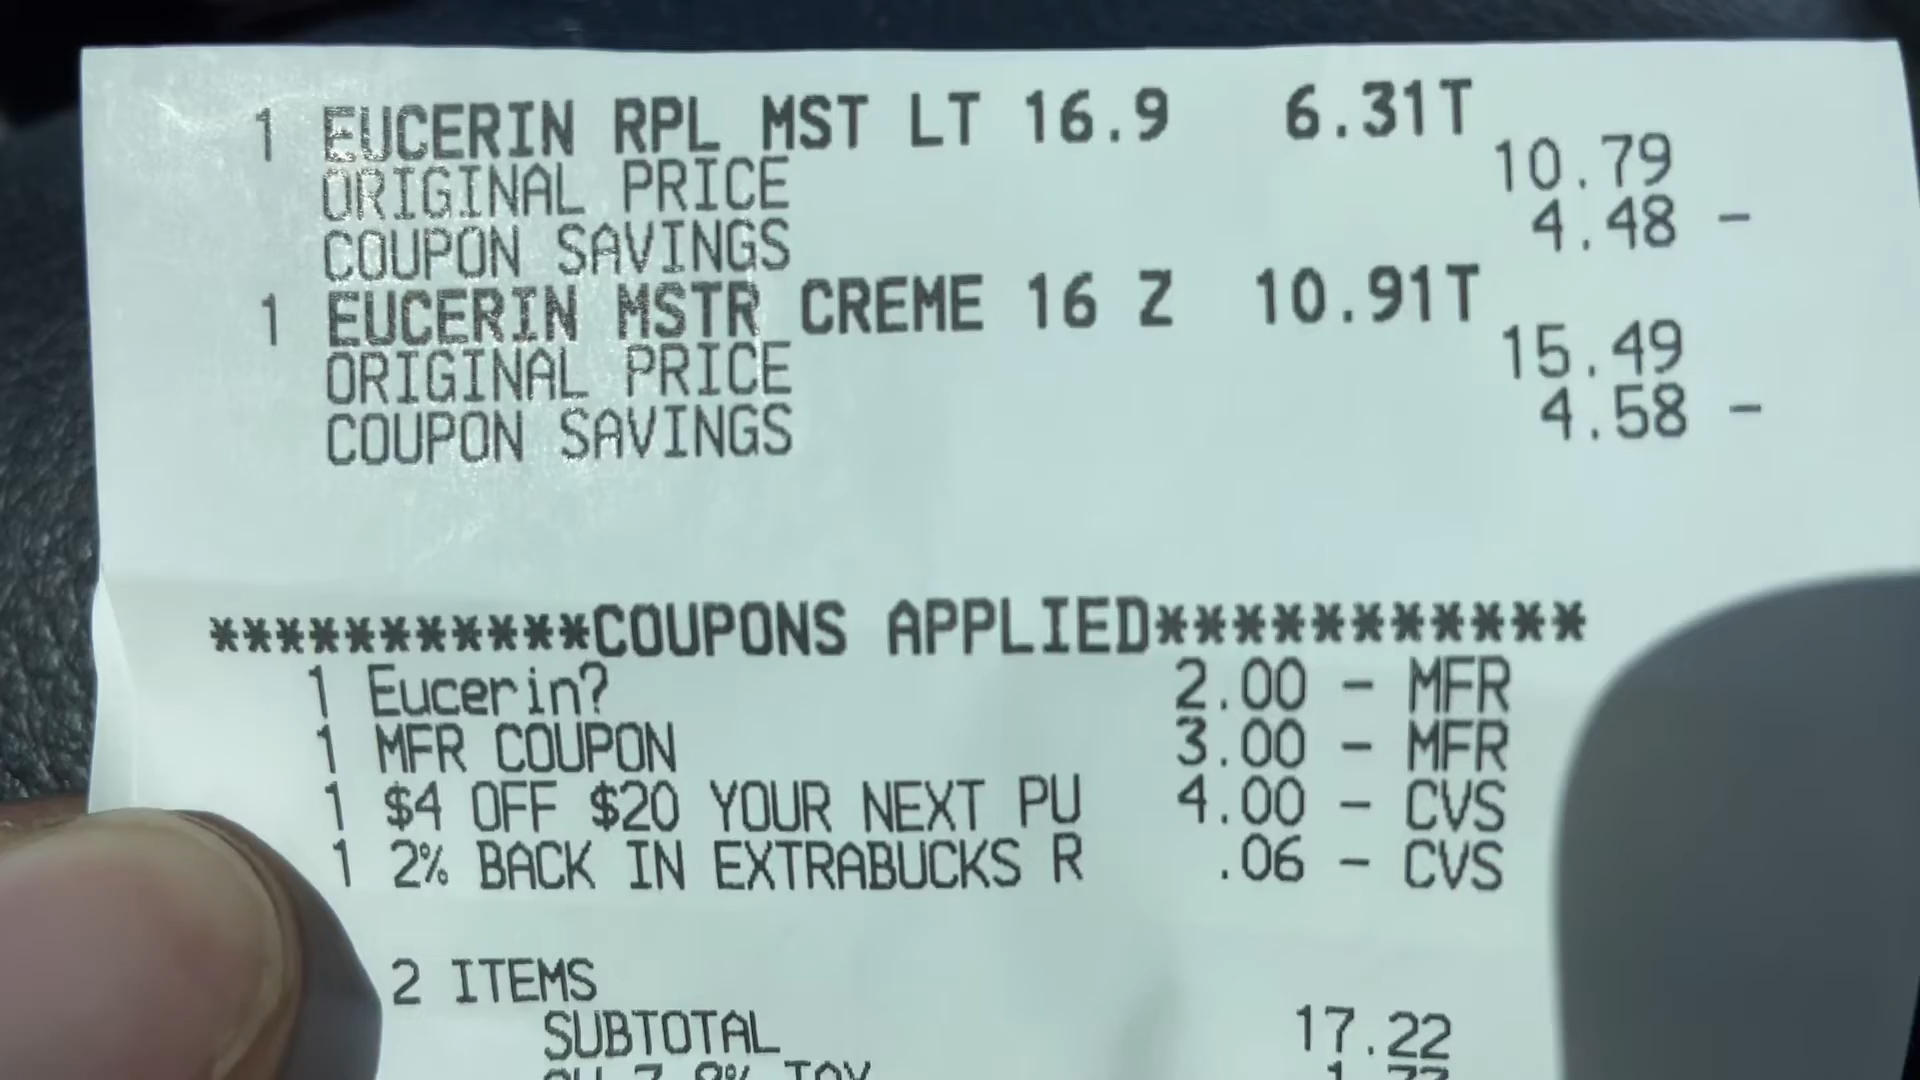 1 EUCERIN RPL MST LT 16.9 6.31T
ORIGINAL PRICE 10.79
COUPON SAVINGS 4.48 -
1 EUCERIN MSTR CREME 16 Z 10.91T
ORIGINAL PRICE 15.49
COUPON SAVINGS 4.58 -
***********COUPONS APPLIED***********
1 Eucerin? 2.00 - MFR
1 MFR COUPON 3.00 - MFR
1 $4 OFF $20 YOUR NEXT PU 4.00 - CVS
1 2% BACK IN EXTRABUCKS R .06 - CVS
2 ITEMS
SUBTOTAL 17.22
TAX